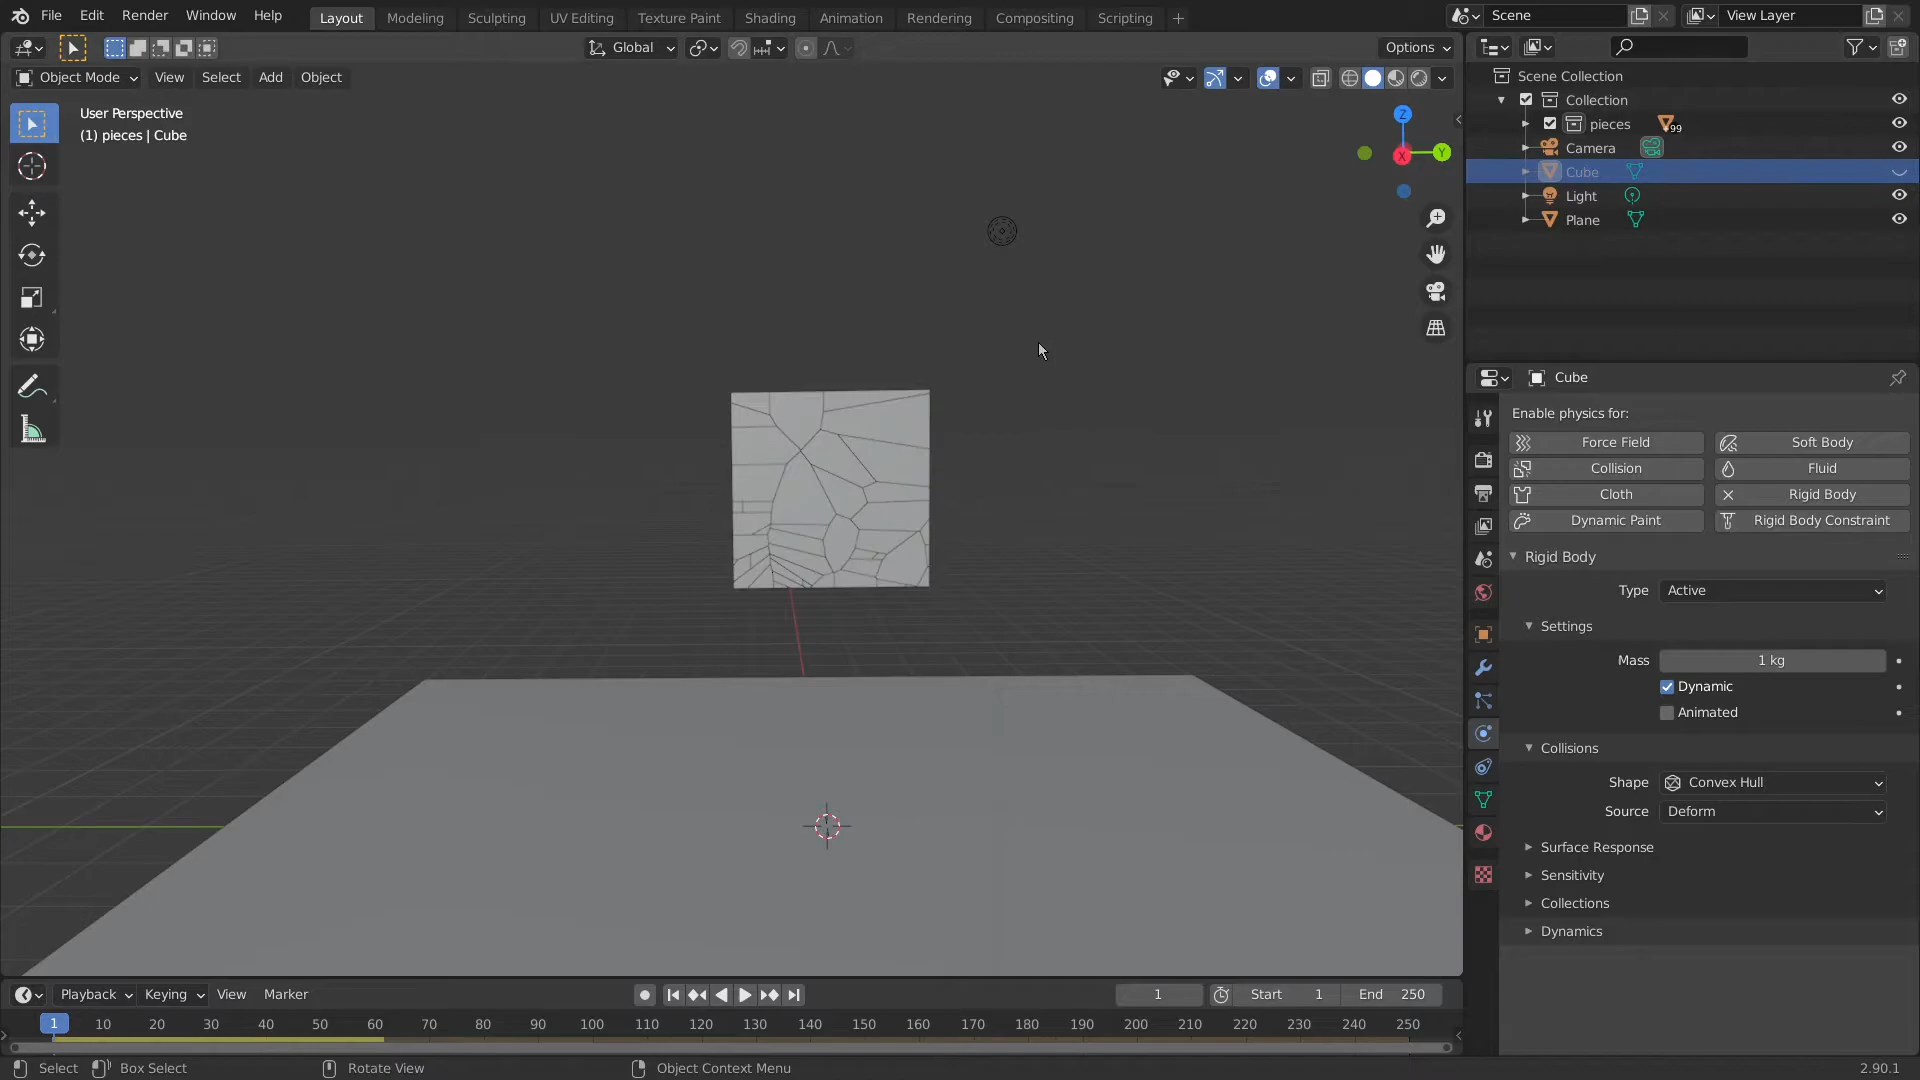 File Edit Render Window Help Layout Modeling Sculpting UV Editing Texture Paint Shading Animation Rendering Compositing Scripting + Scene View Layer
Global Options
Object Mode View Select Add Object
User Perspective
(1) pieces | Cube
Z
Y
X
Scene Collection
Collection
pieces 99
Camera
Cube
Light
Plane
Cube
Enable physics for:
Force Field Soft Body
Collision Fluid
Cloth Rigid Body
Dynamic Paint Rigid Body Constraint
Rigid Body
Type Active
Settings
Mass 1 kg
Dynamic
Animated
Collisions
Shape Convex Hull
Source Deform
Surface Response
Sensitivity
Collections
Dynamics
Playback Keying View Marker 1 Start 1 End 250
1 10 20 30 40 50 60 70 80 90 100 110 120 130 140 150 160 170 180 190 200 210 220 230 240 250
Select Box Select Rotate View Object Context Menu 2.90.1